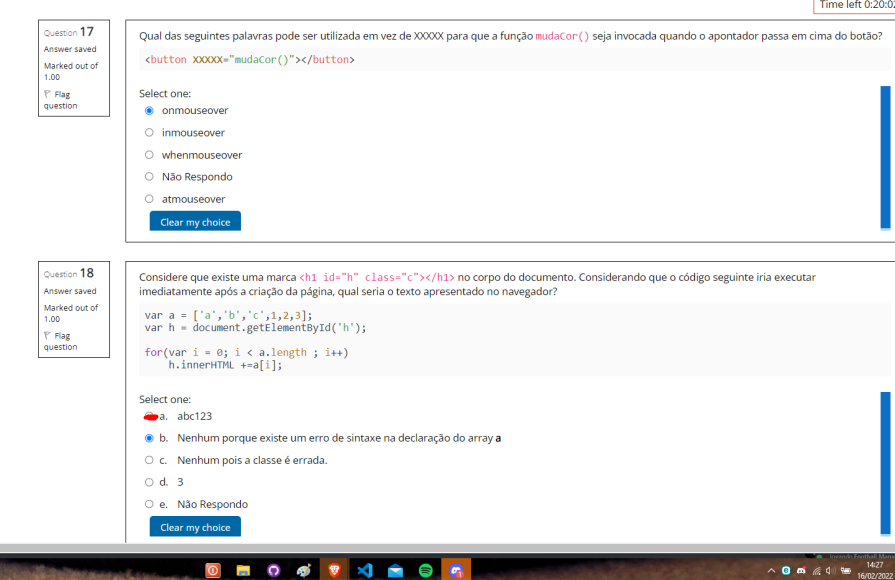 Time left 0:20:02
Question 17
Answer saved
Marked out of
1.00
Flag
question
Qual das seguintes palavras pode ser utilizada em vez de XXXXX para que a função mudaCor() seja invocada quando o apontador passa em cima do botão?
<button XXXXX="mudaCor()"></button>
Select one:
onmouseover
inmouseover
whenmouseover
Não Respondo
atmouseover
Clear my choice
Question 18
Answer saved
Marked out of
1.00
Flag
question
Considere que existe uma marca <h1 id="h" class="c"></h1> no corpo do documento. Considerando que o código seguinte iria executar
imediatamente após a criação da página, qual seria o texto apresentado no navegador?
var a = ['a','b','c',1,2,3];
var h = document.getElementById('h');
for(var i = 0; i < a.length ; i++)
h.innerHTML +=a[i];
Select one:
a. abc123
b. Nenhum porque existe um erro de sintaxe na declaração do array a
c. Nenhum pois a classe é errada.
d. 3
e. Não Respondo
Clear my choice
14:27
16/02/2022